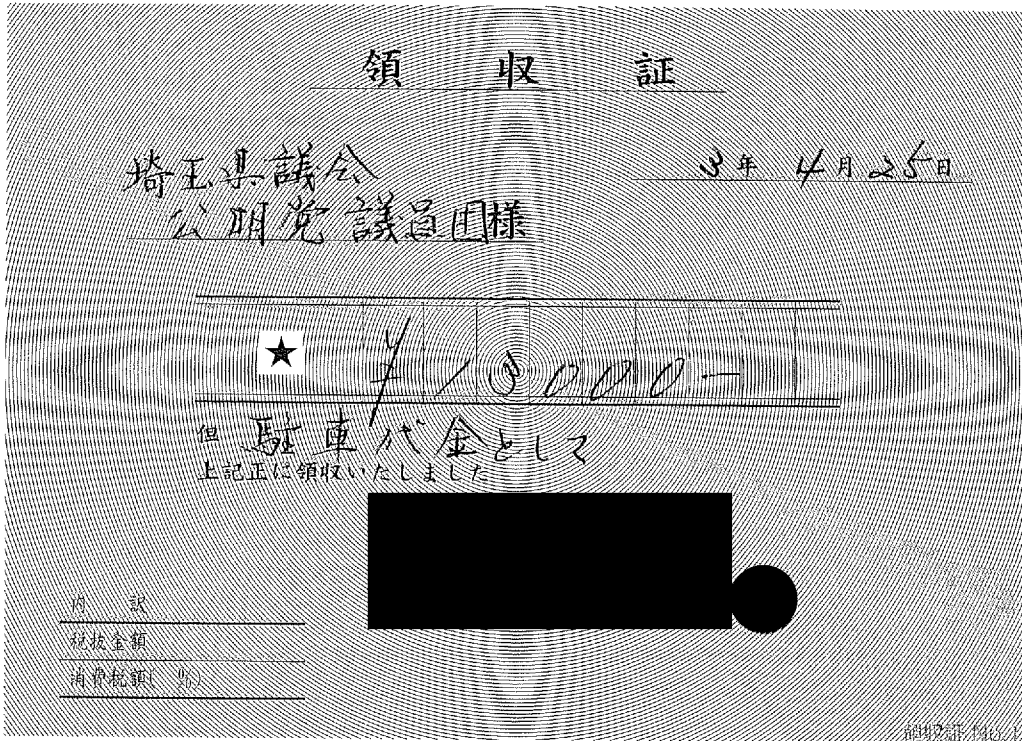 領収証
3年 4月 25日
埼玉県議会
公明党議員団様
★ ¥13000-
但 駐車代金として
上記正に領収いたしました
内訳
税抜金額
消費税額( %)